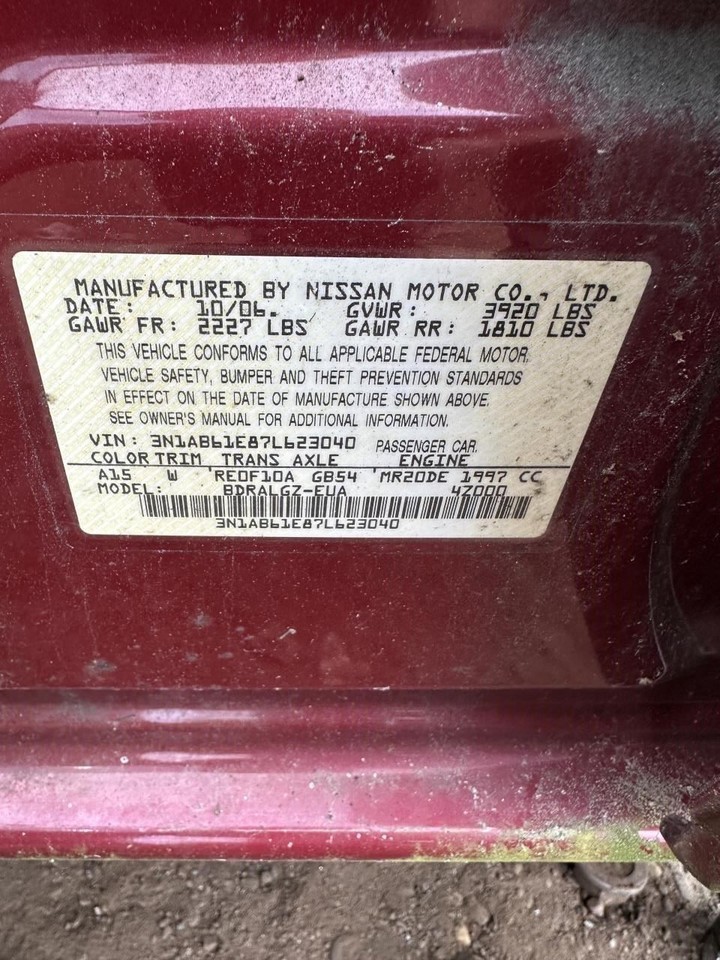 MANUFACTURED BY NISSAN MOTOR CO., LTD.
DATE: 10/06. GVWR: 3920 LBS
GAWR FR: 2227 LBS GAWR RR: 1810 LBS
THIS VEHICLE CONFORMS TO ALL APPLICABLE FEDERAL MOTOR
VEHICLE SAFETY, BUMPER AND THEFT PREVENTION STANDARDS
IN EFFECT ON THE DATE OF MANUFACTURE SHOWN ABOVE.
SEE OWNER'S MANUAL FOR ADDITIONAL INFORMATION.
VIN: 3N1AB61E87L623040 PASSENGER CAR.
COLOR TRIM TRANS AXLE ENGINE
A15 W RE0F10A GB54 MR20DE 1997 CC
MODEL: BDRALGZ-EUA 4Z000
3N1AB61E87L623040